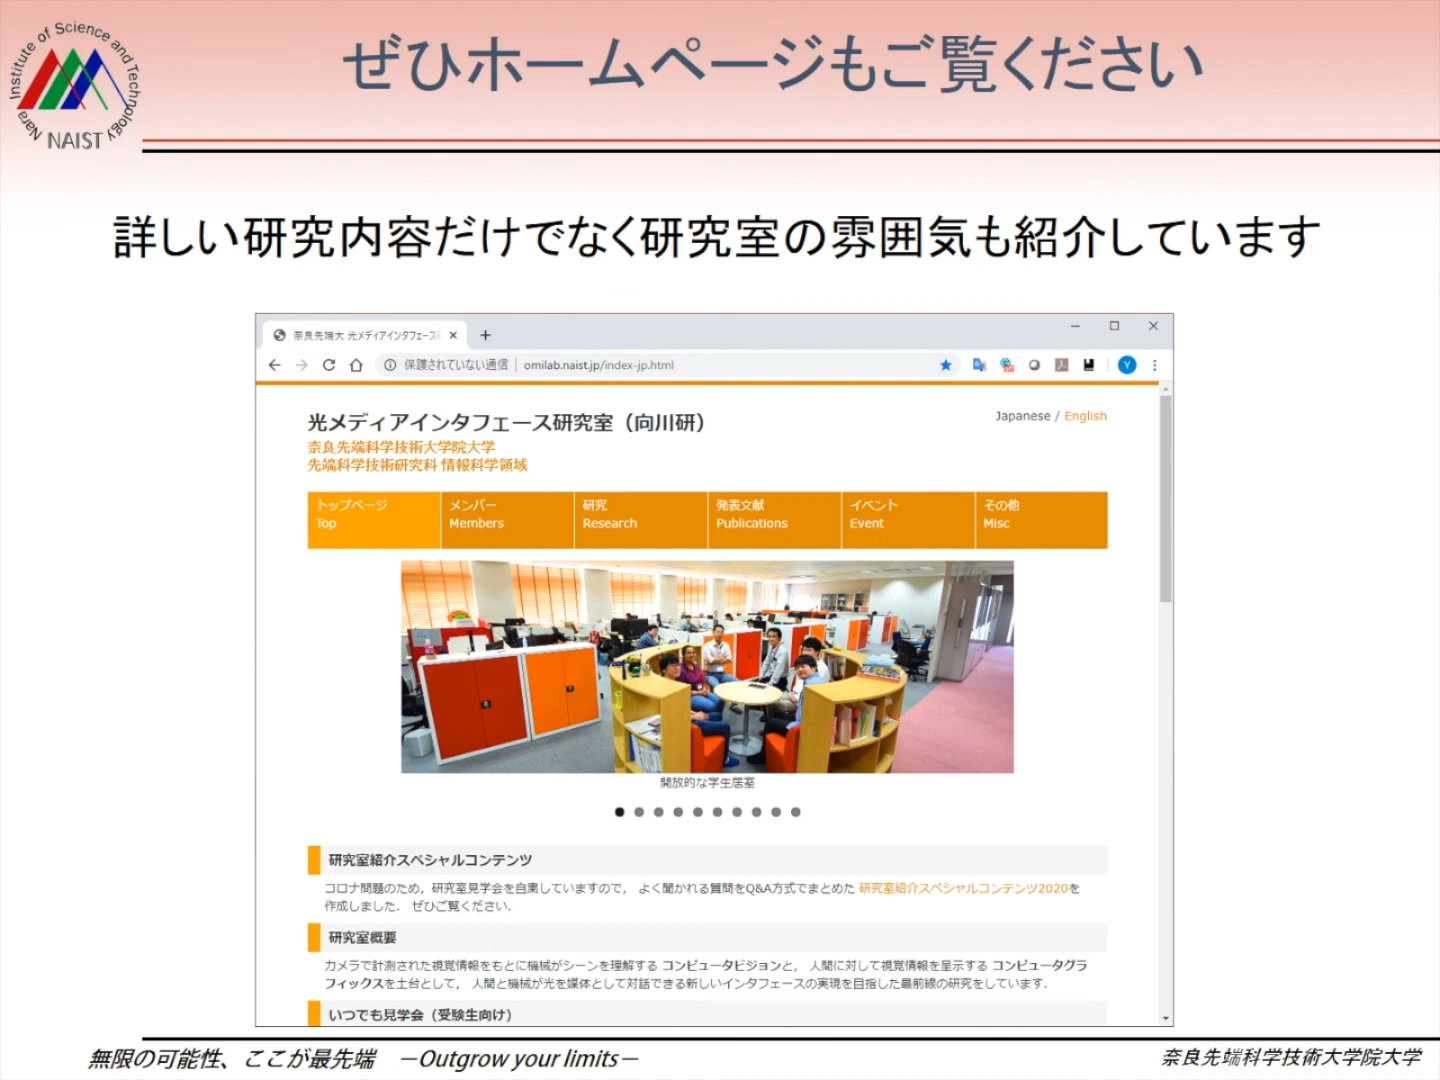 Nara Institute of Science and Technology
NAIST
ぜひホームページもご覧ください
詳しい研究内容だけでなく研究室の雰囲気も紹介しています
奈良先端大 光メディアインタフェース
保護されていない通信 | omilab.naist.jp/index-jp.html
Y
光メディアインタフェース研究室（向川研）
Japanese / English
奈良先端科学技術大学院大学
先端科学技術研究科 情報科学領域
トップページ
Top
メンバー
Members
研究
Research
発表文献
Publications
イベント
Event
その他
Misc
開放的な学生居室
研究室紹介スペシャルコンテンツ
コロナ問題のため，研究室見学会を自粛していますので， よく聞かれる質問をQ&A方式でまとめた 研究室紹介スペシャルコンテンツ2020を
作成しました． ぜひご覧ください．
研究室概要
カメラで計測された視覚情報をもとに機械がシーンを理解する コンピュータビジョンと， 人間に対して視覚情報を呈示する コンピュータグラ
フィックスを土台として， 人間と機械が光を媒体として対話できる新しいインタフェースの実現を目指した最前線の研究をしています．
いつでも見学会（受験生向け）
無限の可能性、ここが最先端 －Outgrow your limits－
奈良先端科学技術大学院大学